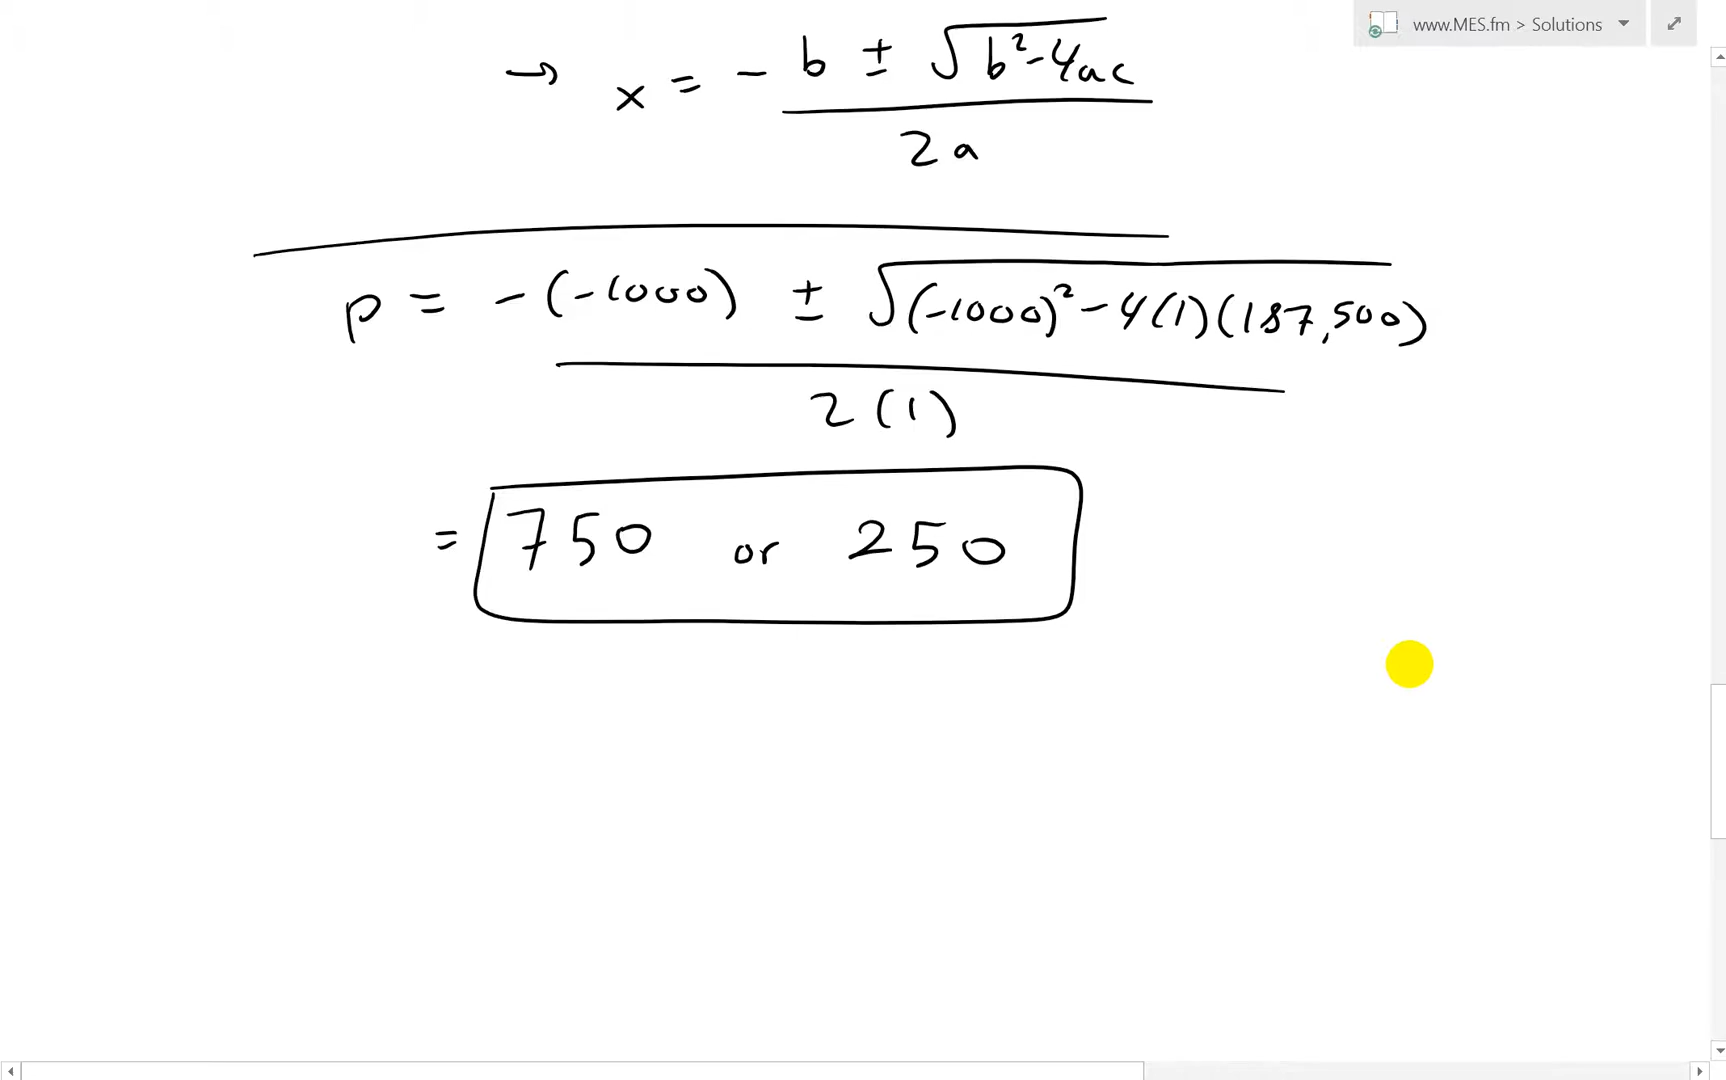 www.MES.fm > Solutions
→ x = - b ± √b²-4ac
2a
p = -(-1000) ± √(-1000)² - 4(1)(187,500)
2(1)
= 750 or 250